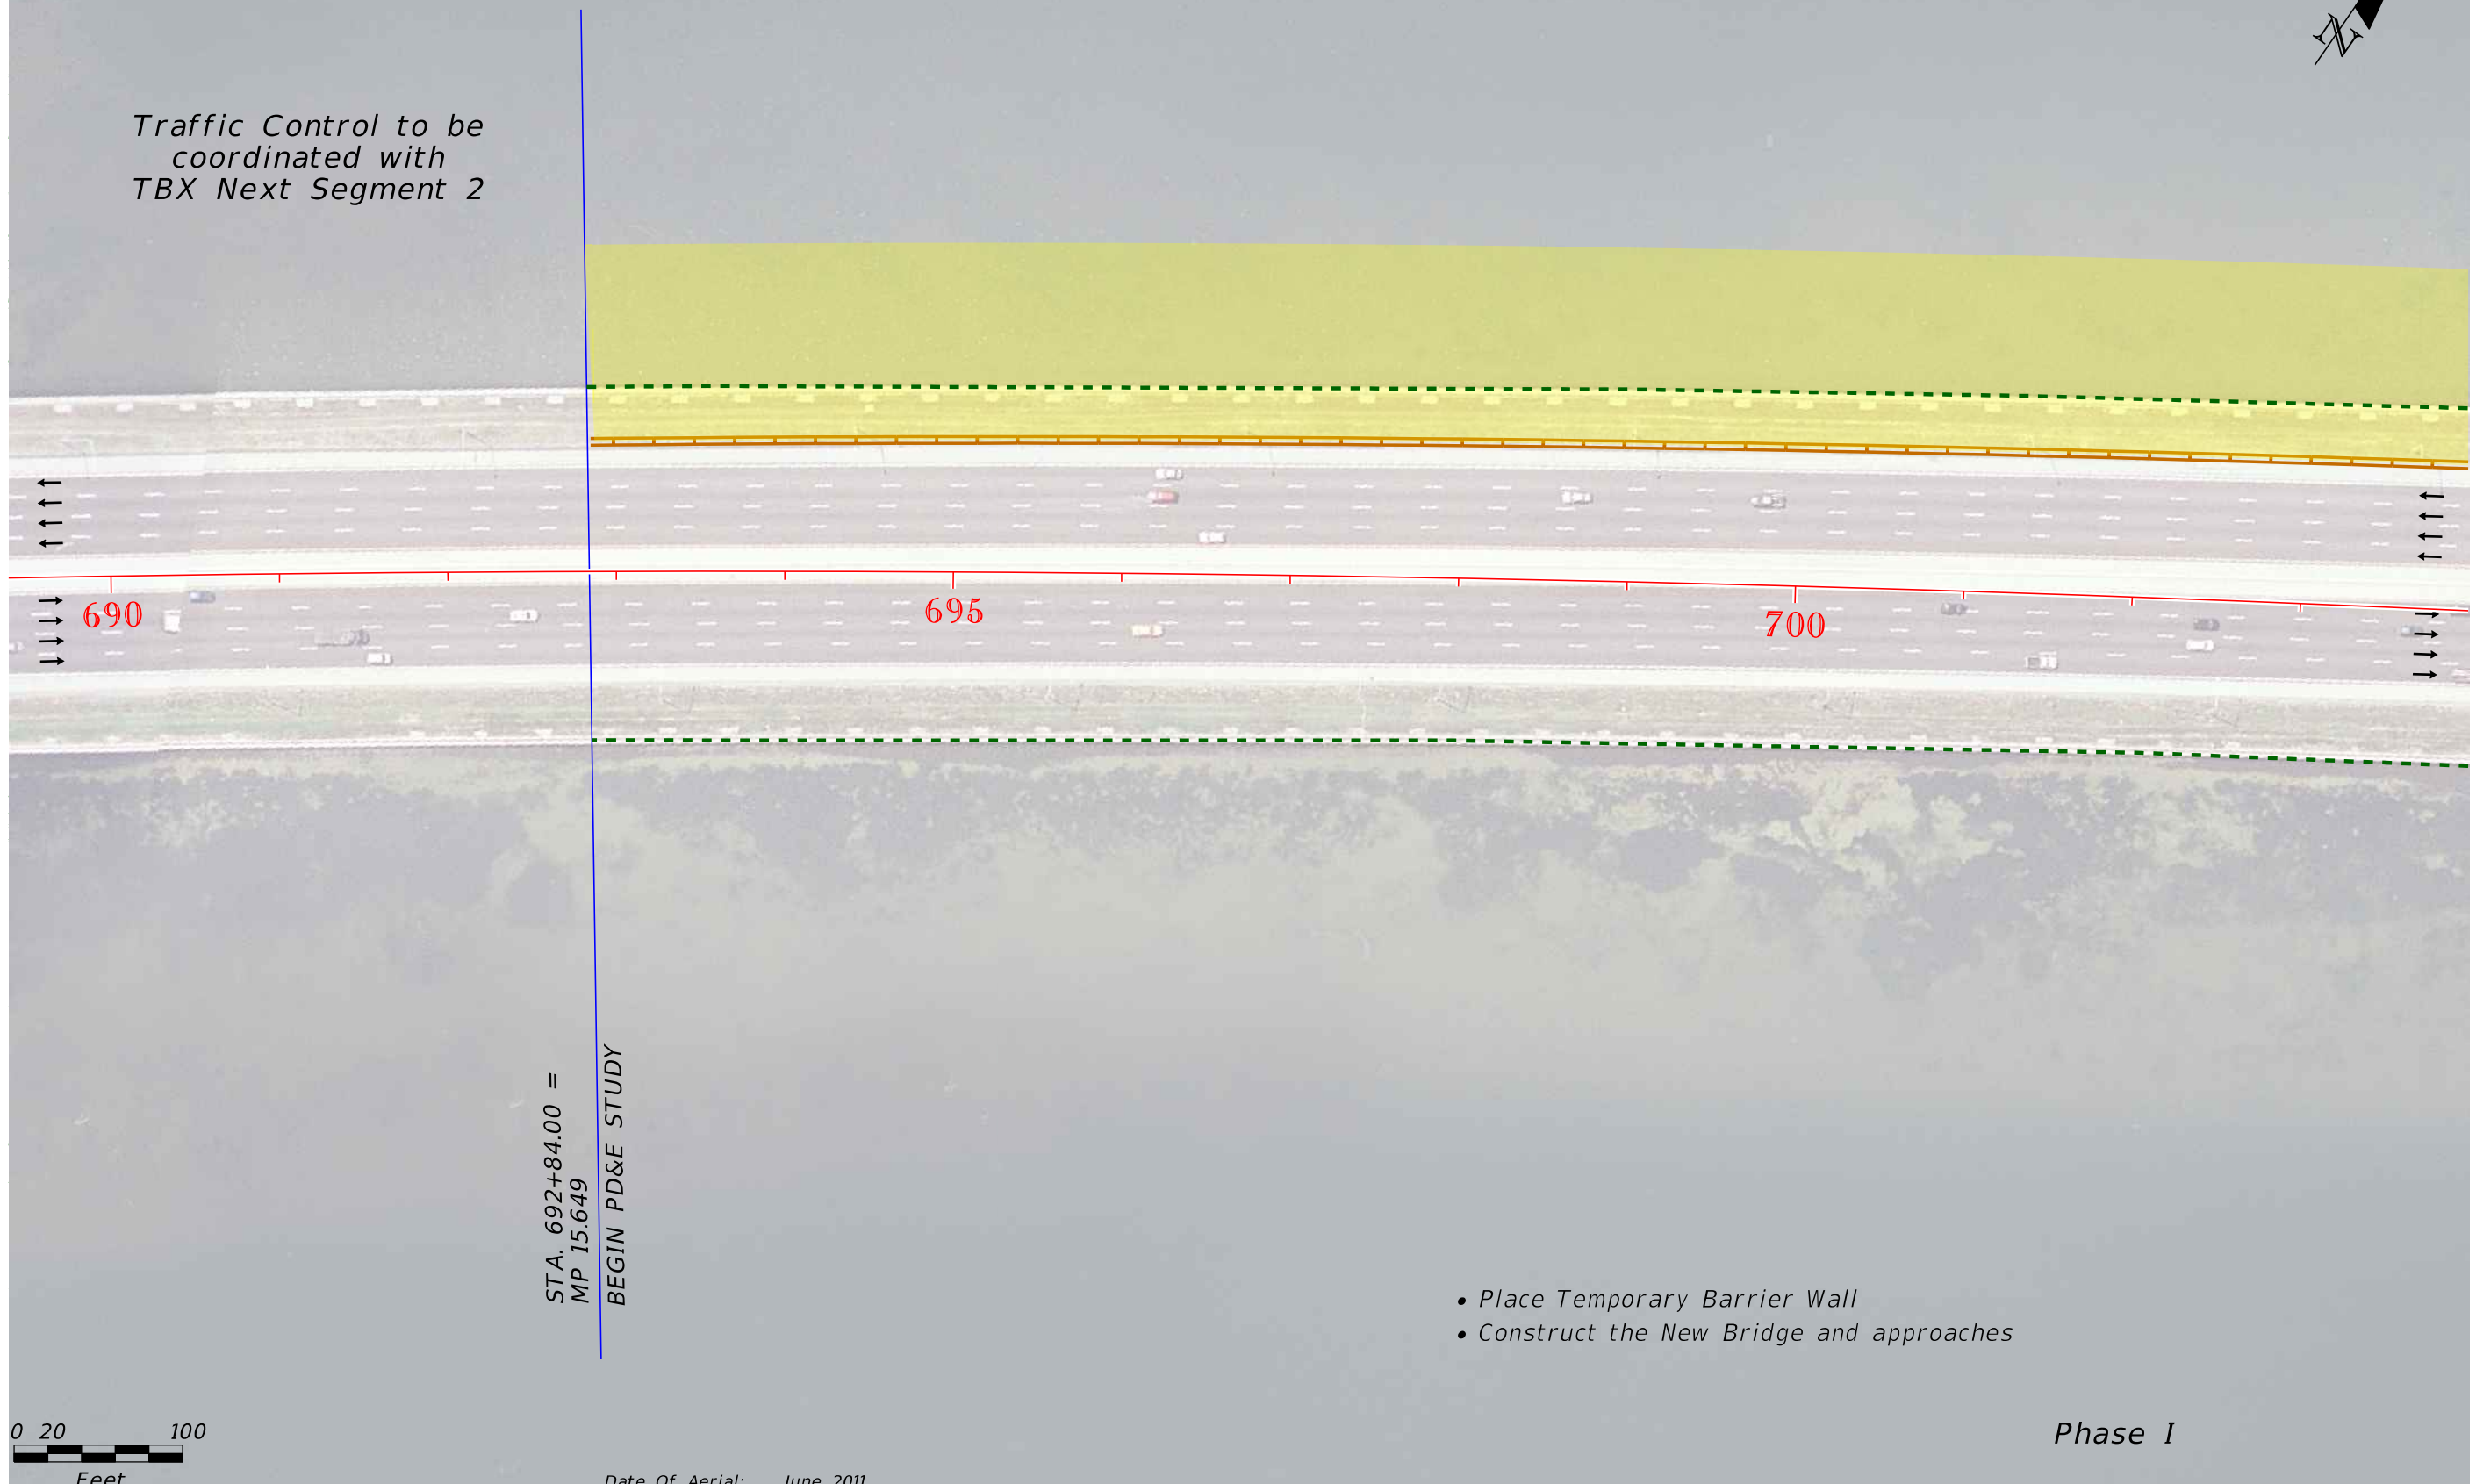 N
Traffic Control to be
coordinated with
TBX Next Segment 2
690
695
700
STA. 692+84.00 =
MP 15.649
BEGIN PD&E STUDY
• Place Temporary Barrier Wall
• Construct the New Bridge and approaches
Phase I
0 20 100
Feet
Date Of Aerial: June 2011